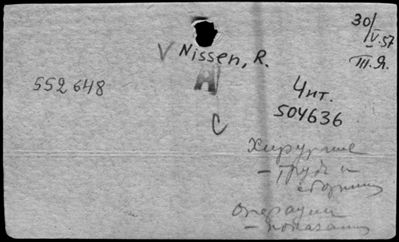 30/V.57
V Nissen, R.
III.Я.
А
552648
Чит.
504636
С
Хирургия
- Труды и
сборники
Операции
- показания